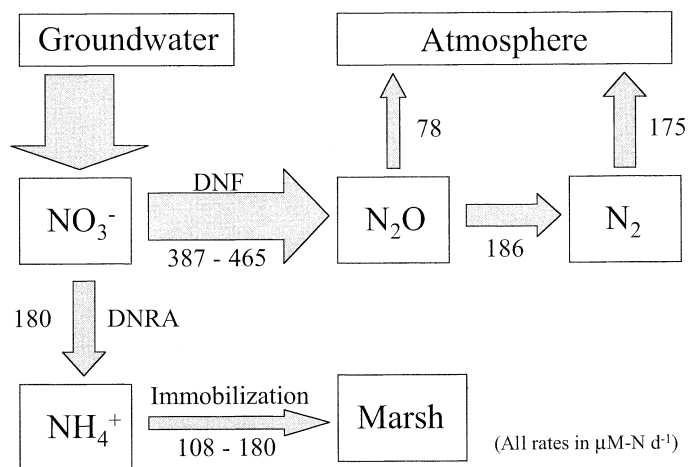 Groundwater
Atmosphere
78
175
NO₃⁻
DNF
387 - 465
N₂O
186
N₂
180
DNRA
NH₄⁺
Immobilization
108 - 180
Marsh
(All rates in µM-N d⁻¹)